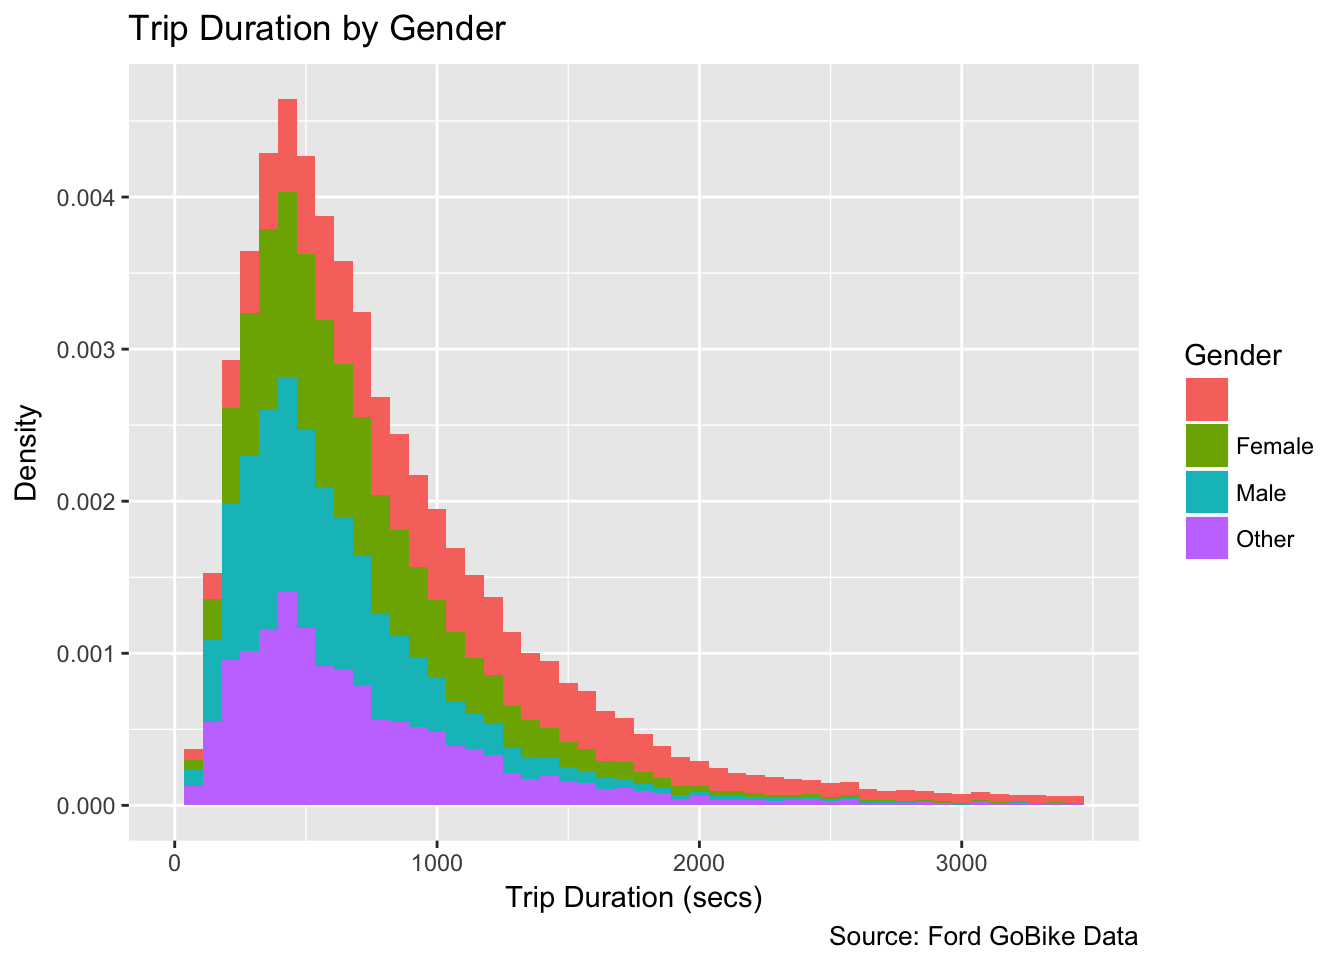 Trip Duration by Gender
Density
0.004
0.003
0.002
0.001
0.000
0
1000
2000
3000
Trip Duration (secs)
Gender
Female
Male
Other
Source: Ford GoBike Data